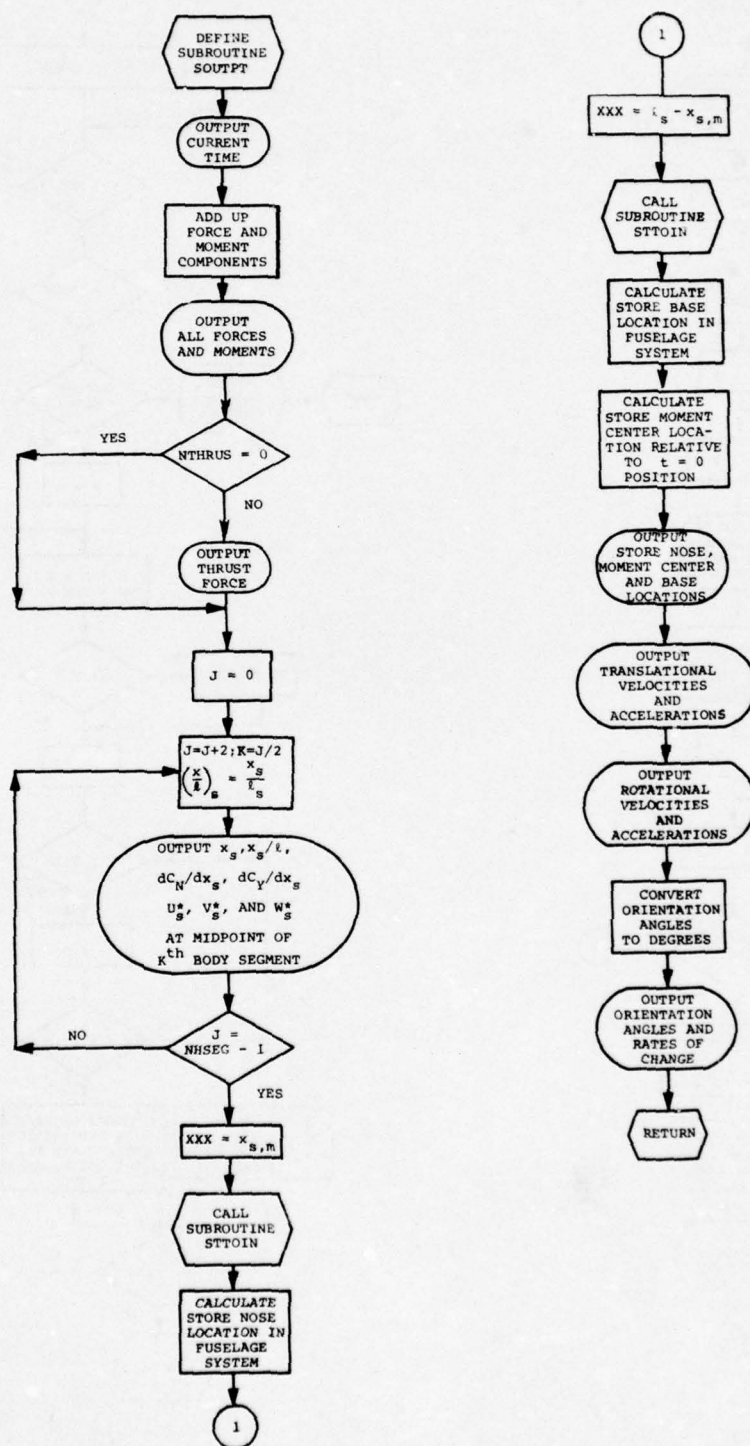 DEFINE
SUBROUTINE
SOUTPT
OUTPUT
CURRENT
TIME
ADD UP
FORCE AND
MOMENT
COMPONENTS
OUTPUT
ALL FORCES
AND MOMENTS
YES
NTHRUS = 0
NO
OUTPUT
THRUST
FORCE
J = 0
J=J+2;K=J/2
(x/ℓ)s = xs/ℓs
OUTPUT xs,xs/ℓ,
dCN/dxs, dCY/dxs
U*s, V*s, AND W*s
AT MIDPOINT OF
Kth BODY SEGMENT
NO
J =
NHSEG - 1
YES
XXX = xs,m
CALL
SUBROUTINE
STTOIN
CALCULATE
STORE NOSE
LOCATION IN
FUSELAGE
SYSTEM
1
1
XXX = ℓs - xs,m
CALL
SUBROUTINE
STTOIN
CALCULATE
STORE BASE
LOCATION IN
FUSELAGE
SYSTEM
CALCULATE
STORE MOMENT
CENTER LOCA-
TION RELATIVE
TO t = 0
POSITION
OUTPUT
STORE NOSE,
MOMENT CENTER
AND BASE
LOCATIONS
OUTPUT
TRANSLATIONAL
VELOCITIES
AND
ACCELERATIONS
OUTPUT
ROTATIONAL
VELOCITIES
AND
ACCELERATIONS
CONVERT
ORIENTATION
ANGLES
TO DEGREES
OUTPUT
ORIENTATION
ANGLES AND
RATES OF
CHANGE
RETURN